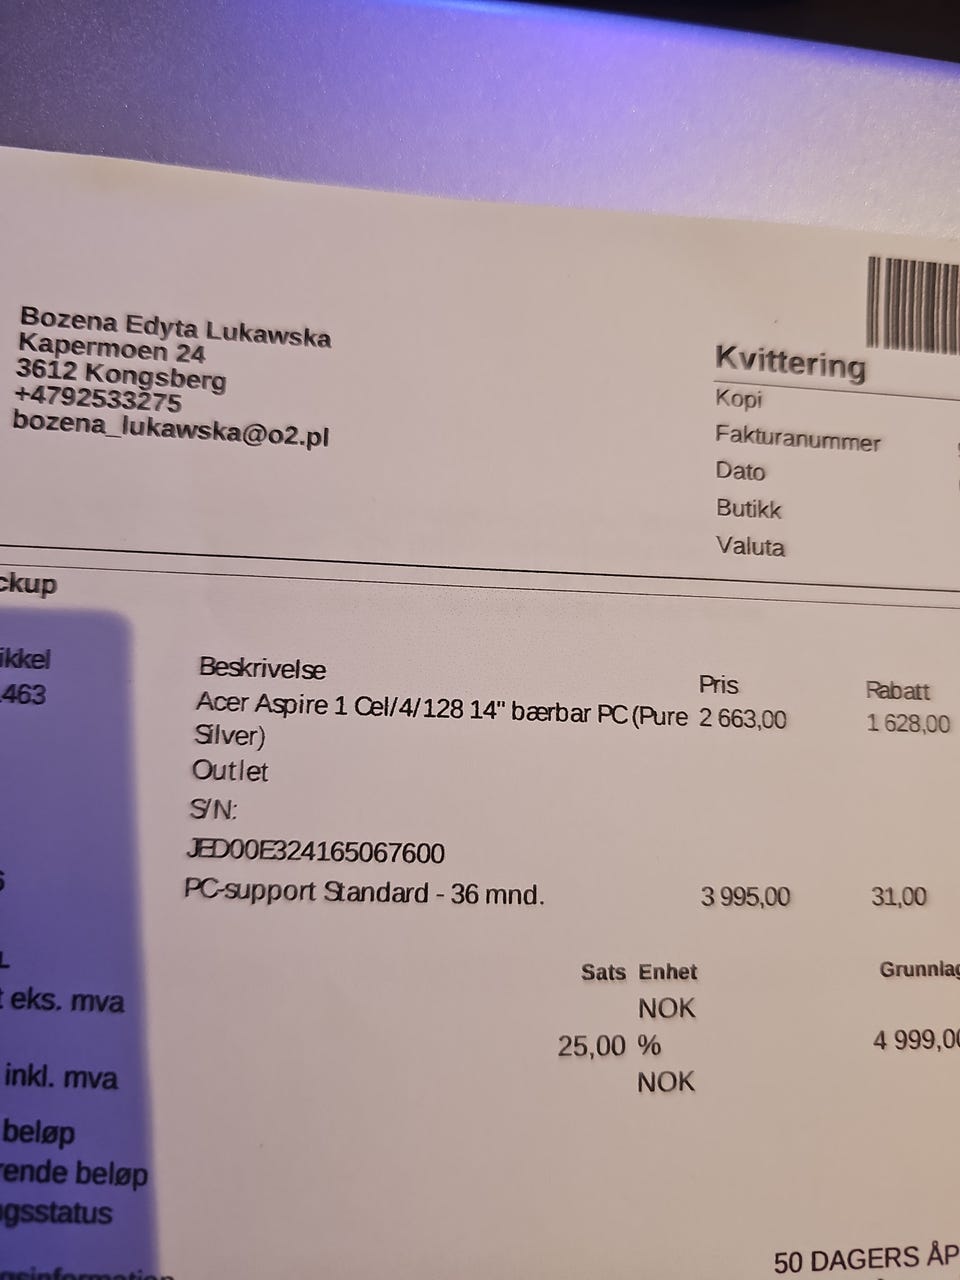 Bozena Edyta Lukawska
Kapermoen 24
3612 Kongsberg
+4792533275
bozena_lukawska@o2.pl
Kvittering
Kopi
Fakturanummer
Dato
Butikk
Valuta
ckup
ikkel
Beskrivelse Pris Rabatt
463 Acer Aspire 1 Cel/4/128 14" bærbar PC (Pure 2 663,00 1 628,00
Silver)
Outlet
S/N:
JED00E324165067600
PC-support Standard - 36 mnd. 3 995,00 31,00
Sats Enhet Grunnlag
eks. mva NOK
25,00 % 4 999,00
inkl. mva NOK
beløp
rende beløp
gsstatus
gsinformation
50 DAGERS ÅP